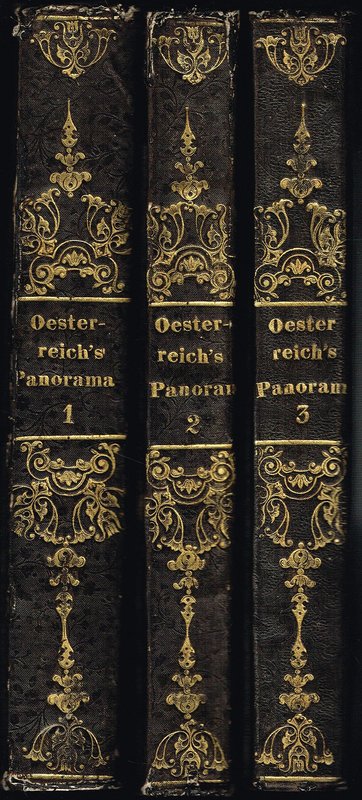 Oester-
reich's
Panorama
1
Oester-
reich's
Panoram
2
Oester
reich's
Panoram
3